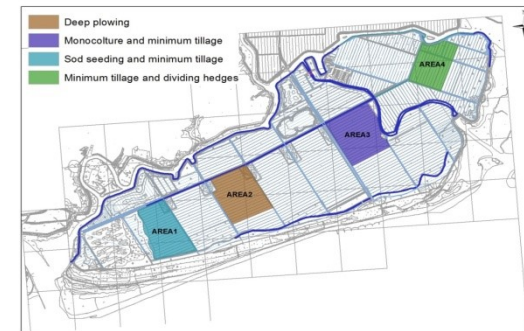 Deep plowing
Monocolture and minimum tillage
Sod seeding and minimum tillage
Minimum tillage and dividing hedges
AREA4
AREA3
AREA2
AREA1